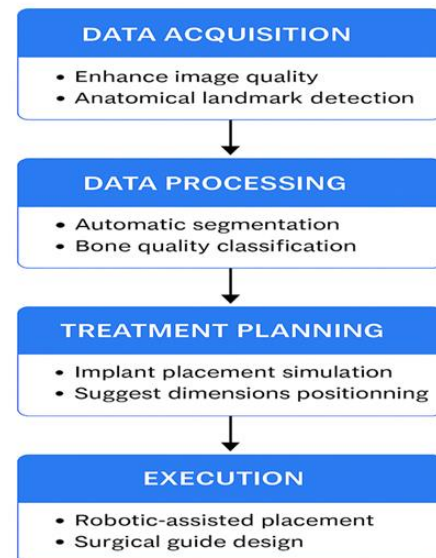 DATA ACQUISITION
• Enhance image quality
• Anatomical landmark detection
DATA PROCESSING
• Automatic segmentation
• Bone quality classification
TREATMENT PLANNING
• Implant placement simulation
• Suggest dimensions positionning
EXECUTION
• Robotic-assisted placement
• Surgical guide design